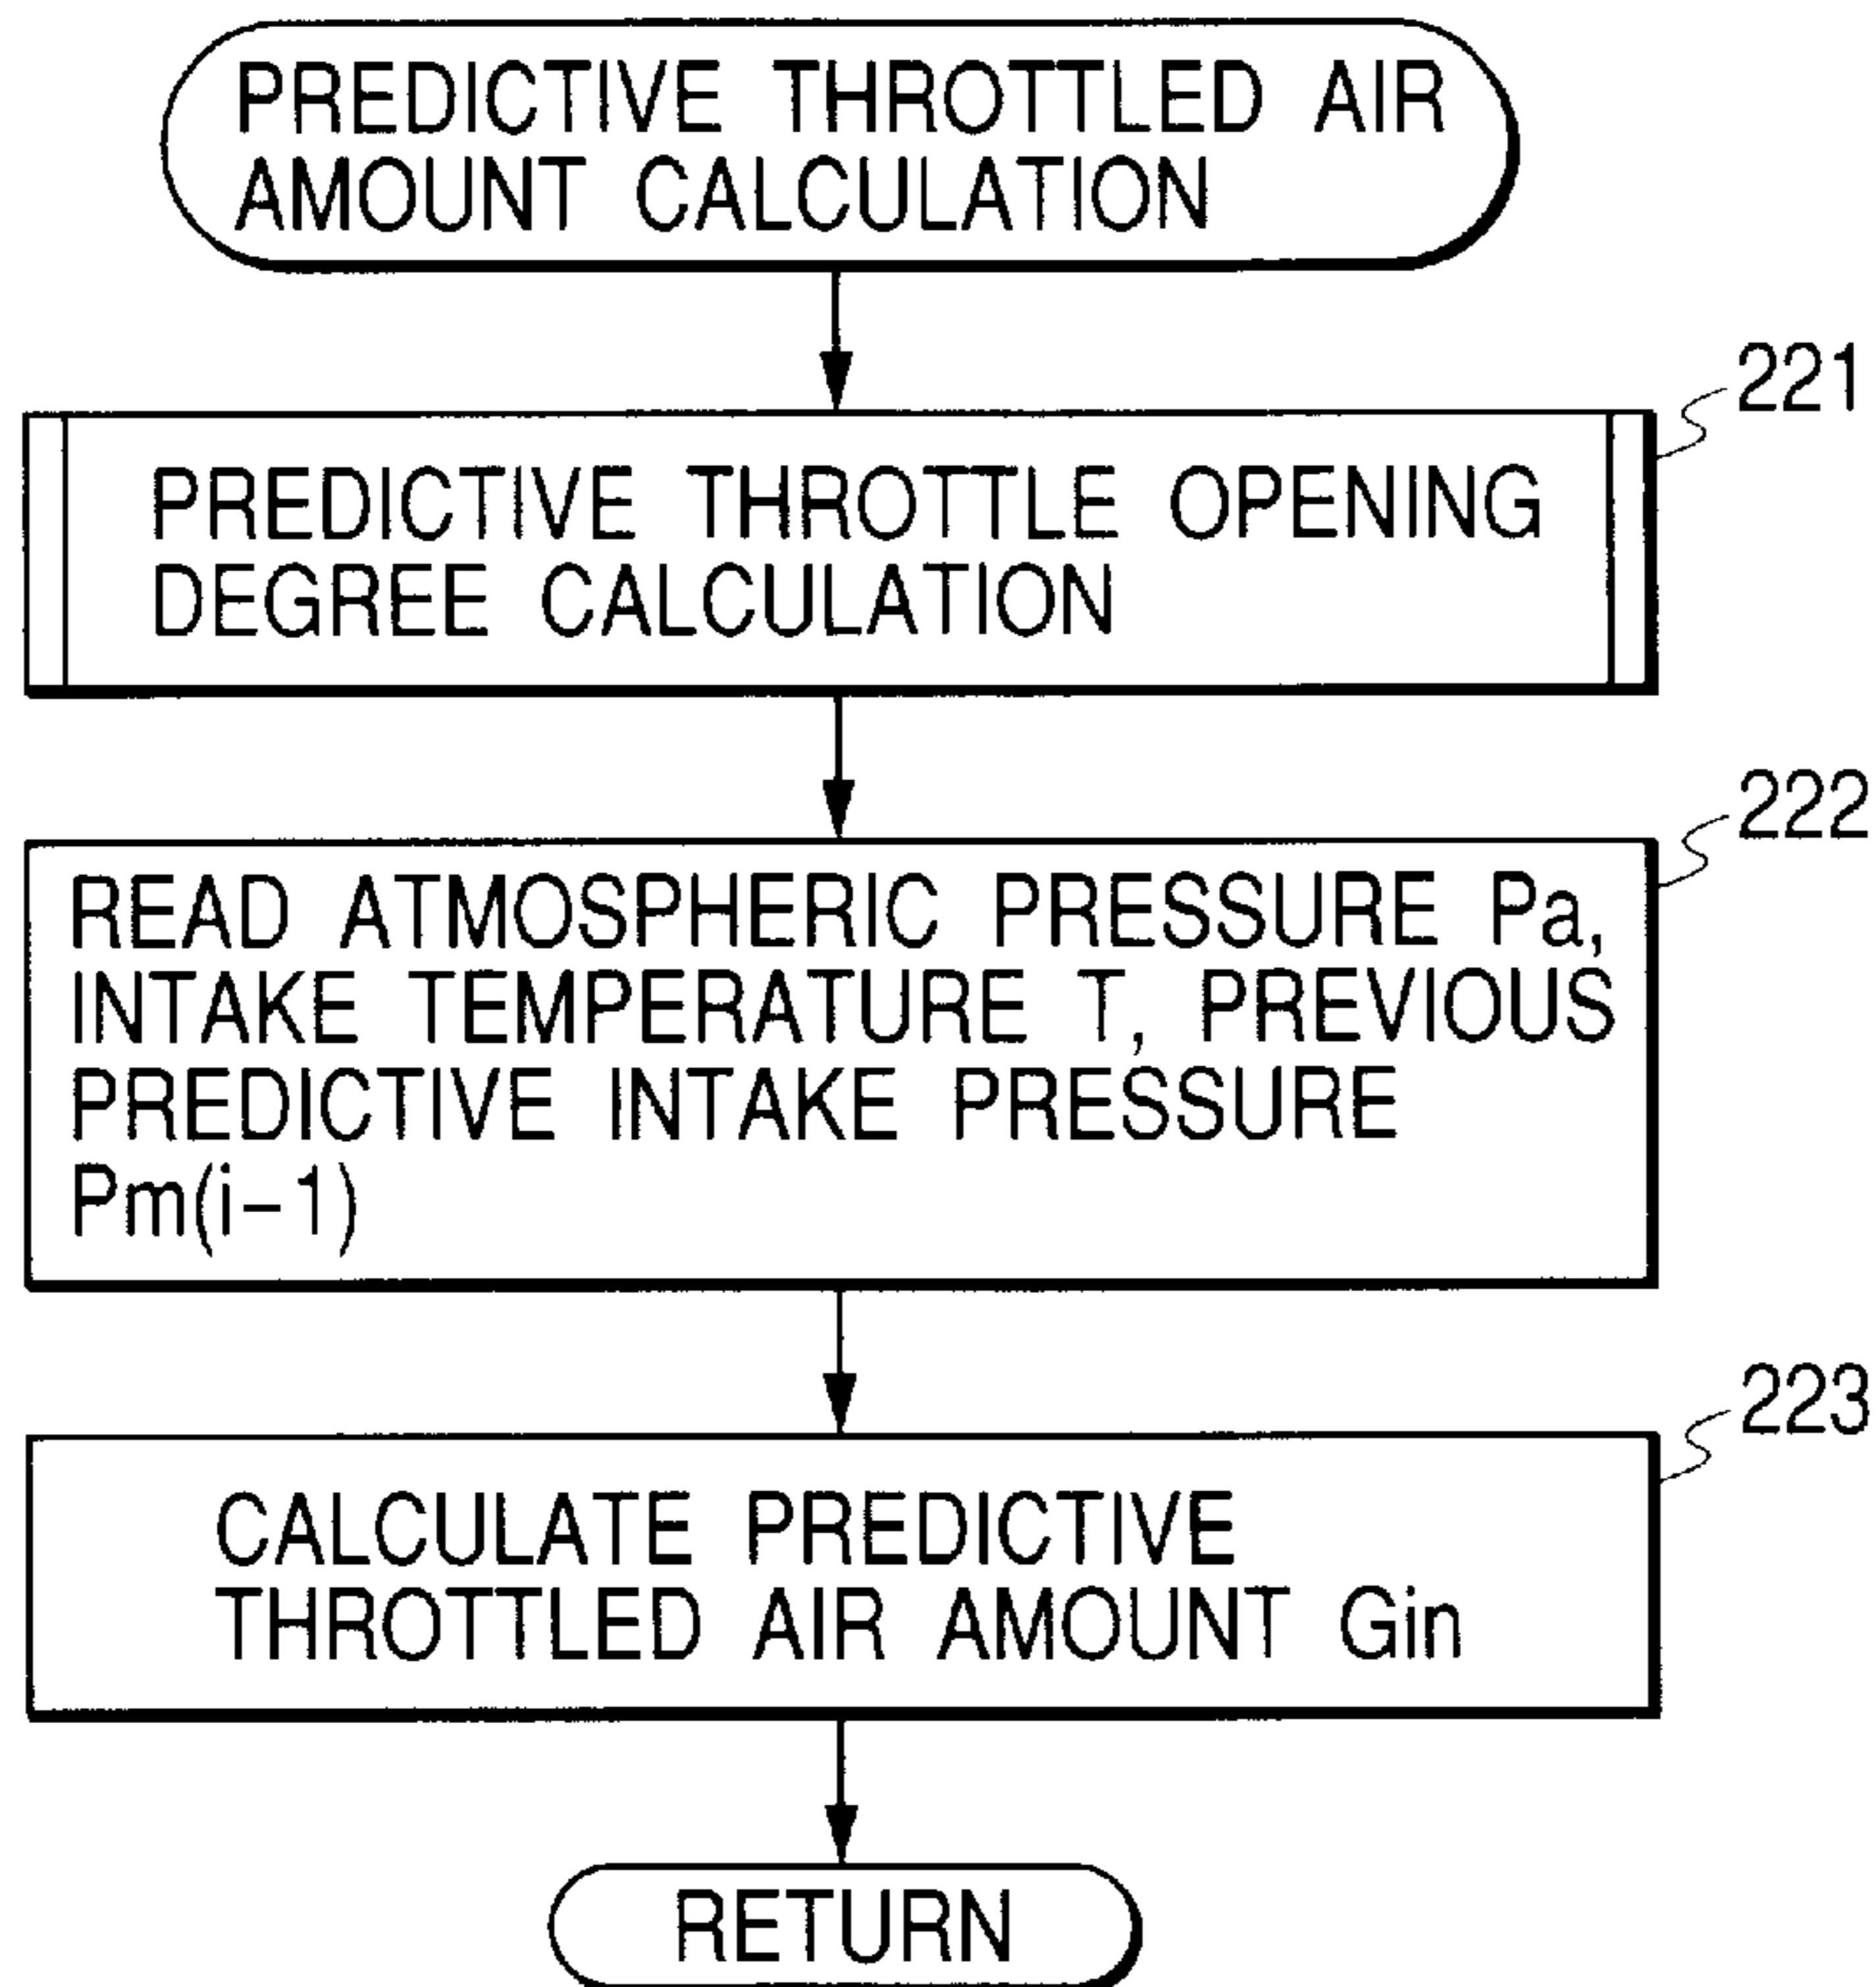 PREDICTIVE THROTTLED AIR
AMOUNT CALCULATION
221
PREDICTIVE THROTTLE OPENING
DEGREE CALCULATION
222
READ ATMOSPHERIC PRESSURE Pa,
INTAKE TEMPERATURE T, PREVIOUS
PREDICTIVE INTAKE PRESSURE
Pm(i−1)
223
CALCULATE PREDICTIVE
THROTTLED AIR AMOUNT Gin
RETURN